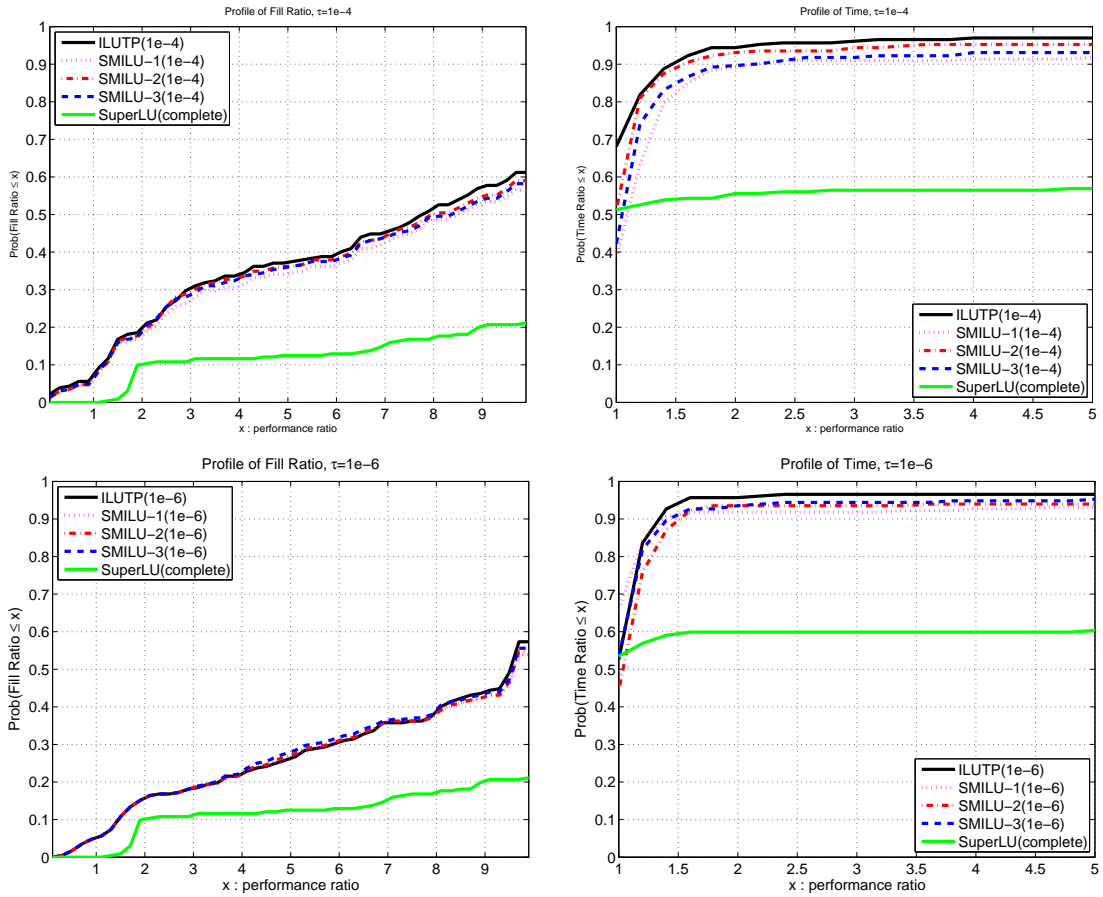 Profile of Fill Ratio, τ=1e−4
Prob(Fill Ratio ≤ x)
1
0.9
0.8
0.7
0.6
0.5
0.4
0.3
0.2
0.1
0
ILUTP(1e−4)
SMILU−1(1e−4)
SMILU−2(1e−4)
SMILU−3(1e−4)
SuperLU(complete)
1 2 3 4 5 6 7 8 9
x : performance ratio
Profile of Time, τ=1e−4
Prob(Time Ratio ≤ x)
1
0.9
0.8
0.7
0.6
0.5
0.4
0.3
0.2
0.1
0
ILUTP(1e−4)
SMILU−1(1e−4)
SMILU−2(1e−4)
SMILU−3(1e−4)
SuperLU(complete)
1 1.5 2 2.5 3 3.5 4 4.5 5
x : performance ratio
Profile of Fill Ratio, τ=1e−6
Prob(Fill Ratio ≤ x)
1
0.9
0.8
0.7
0.6
0.5
0.4
0.3
0.2
0.1
0
ILUTP(1e−6)
SMILU−1(1e−6)
SMILU−2(1e−6)
SMILU−3(1e−6)
SuperLU(complete)
1 2 3 4 5 6 7 8 9
x : performance ratio
Profile of Time, τ=1e−6
Prob(Time Ratio ≤ x)
1
0.9
0.8
0.7
0.6
0.5
0.4
0.3
0.2
0.1
0
ILUTP(1e−6)
SMILU−1(1e−6)
SMILU−2(1e−6)
SMILU−3(1e−6)
SuperLU(complete)
1 1.5 2 2.5 3 3.5 4 4.5 5
x : performance ratio